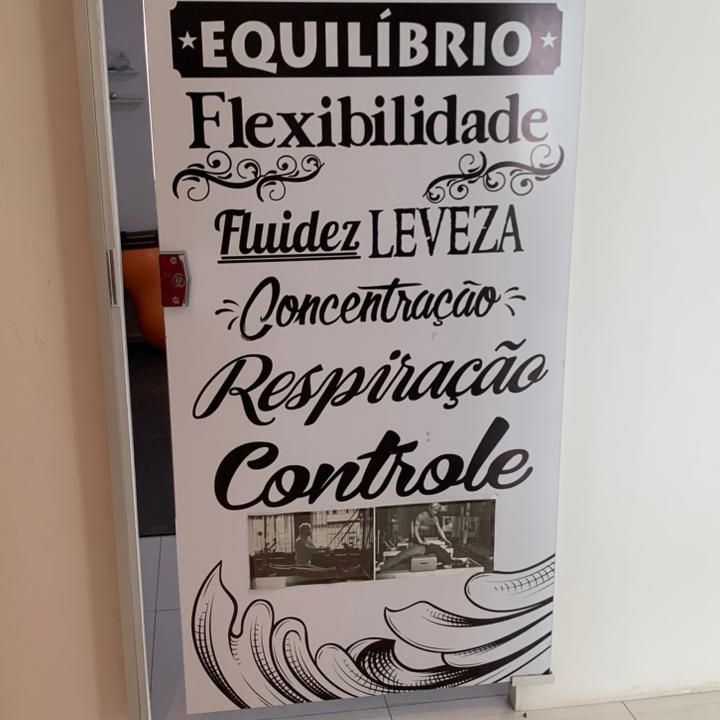 EQUILÍBRIO
Flexibilidade
Fluidez LEVEZA
Concentração
Respiração
Controle